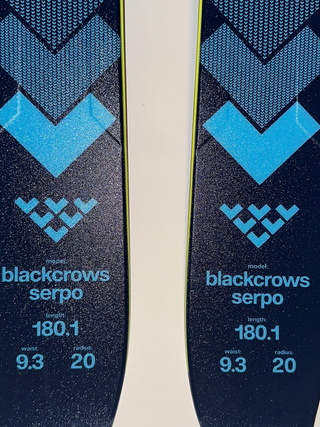 model:
blackcrows
serpo
length:
180.1
waist: radius:
9.3 20
model:
blackcrows
serpo
length:
180.1
waist: radius:
9.3 20